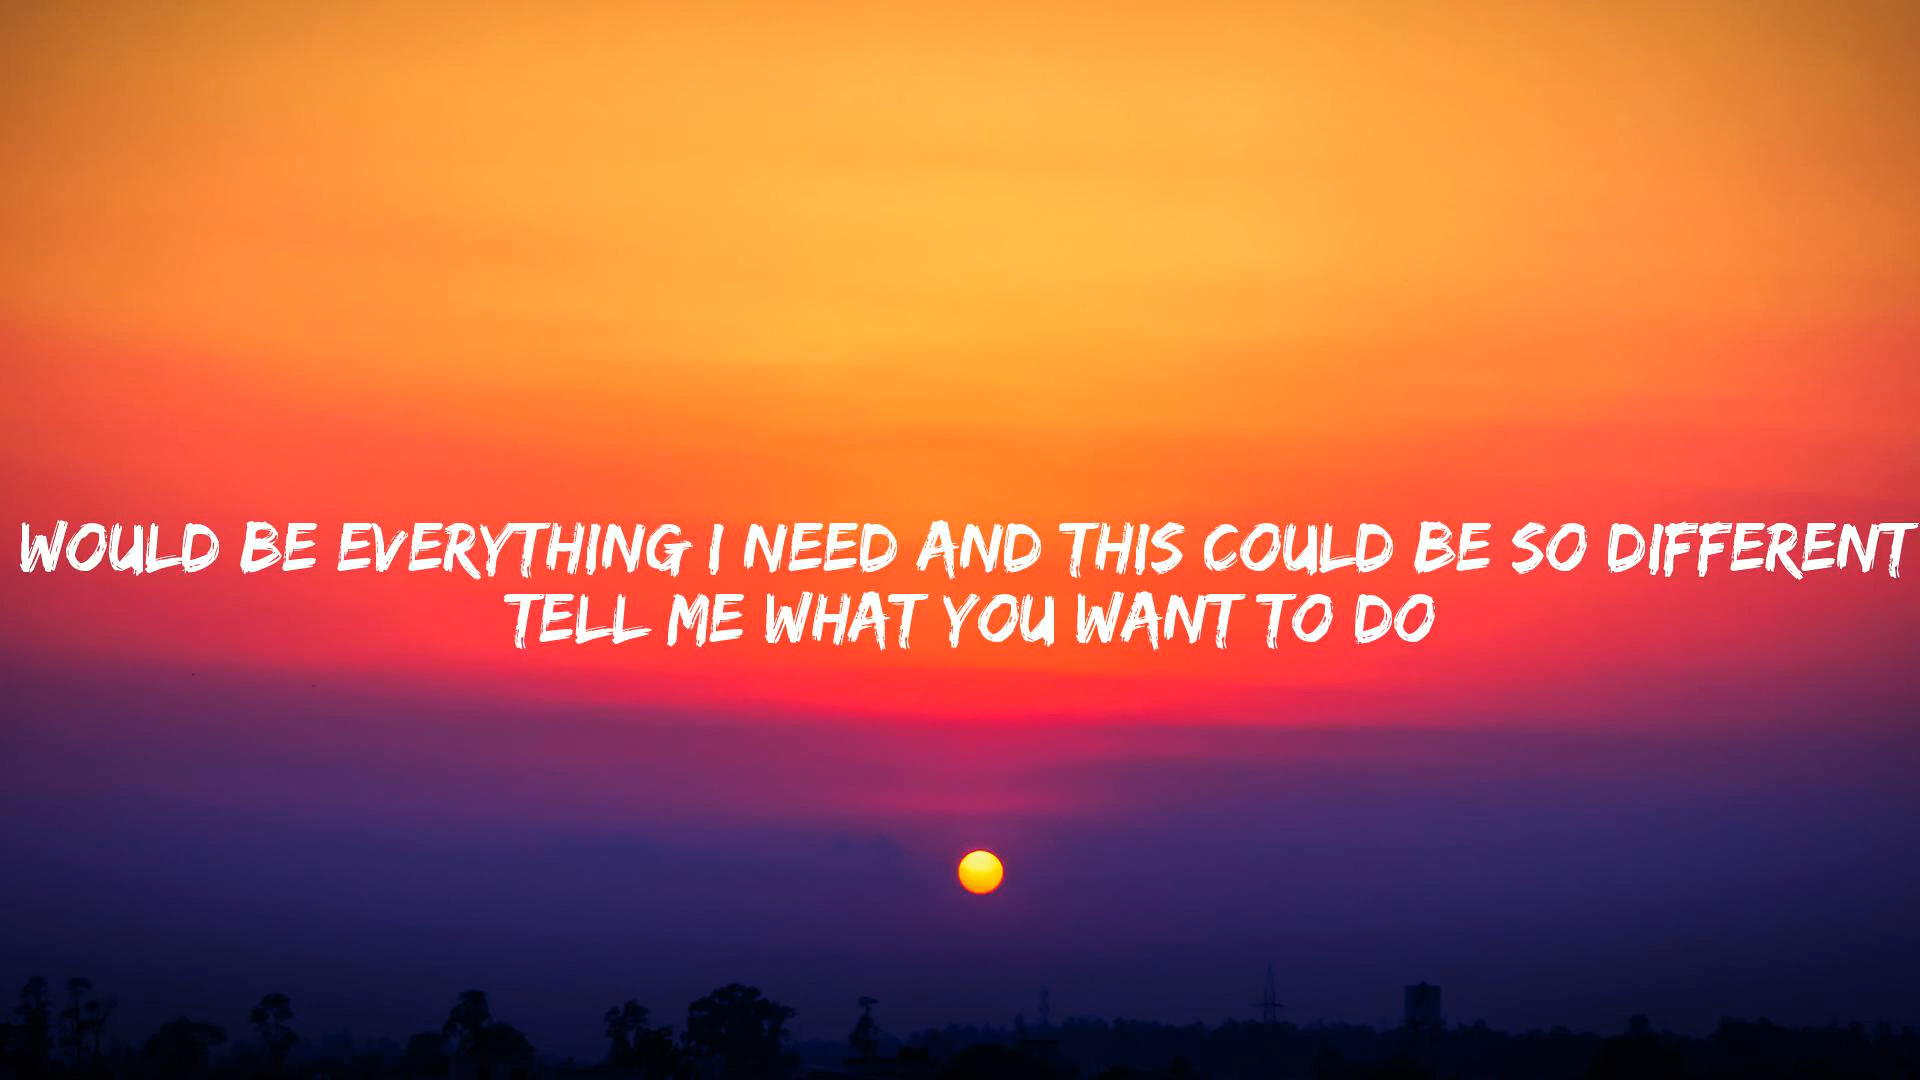 WOULD BE EVERYTHING I NEED AND THIS COULD BE SO DIFFERENT
TELL ME WHAT YOU WANT TO DO